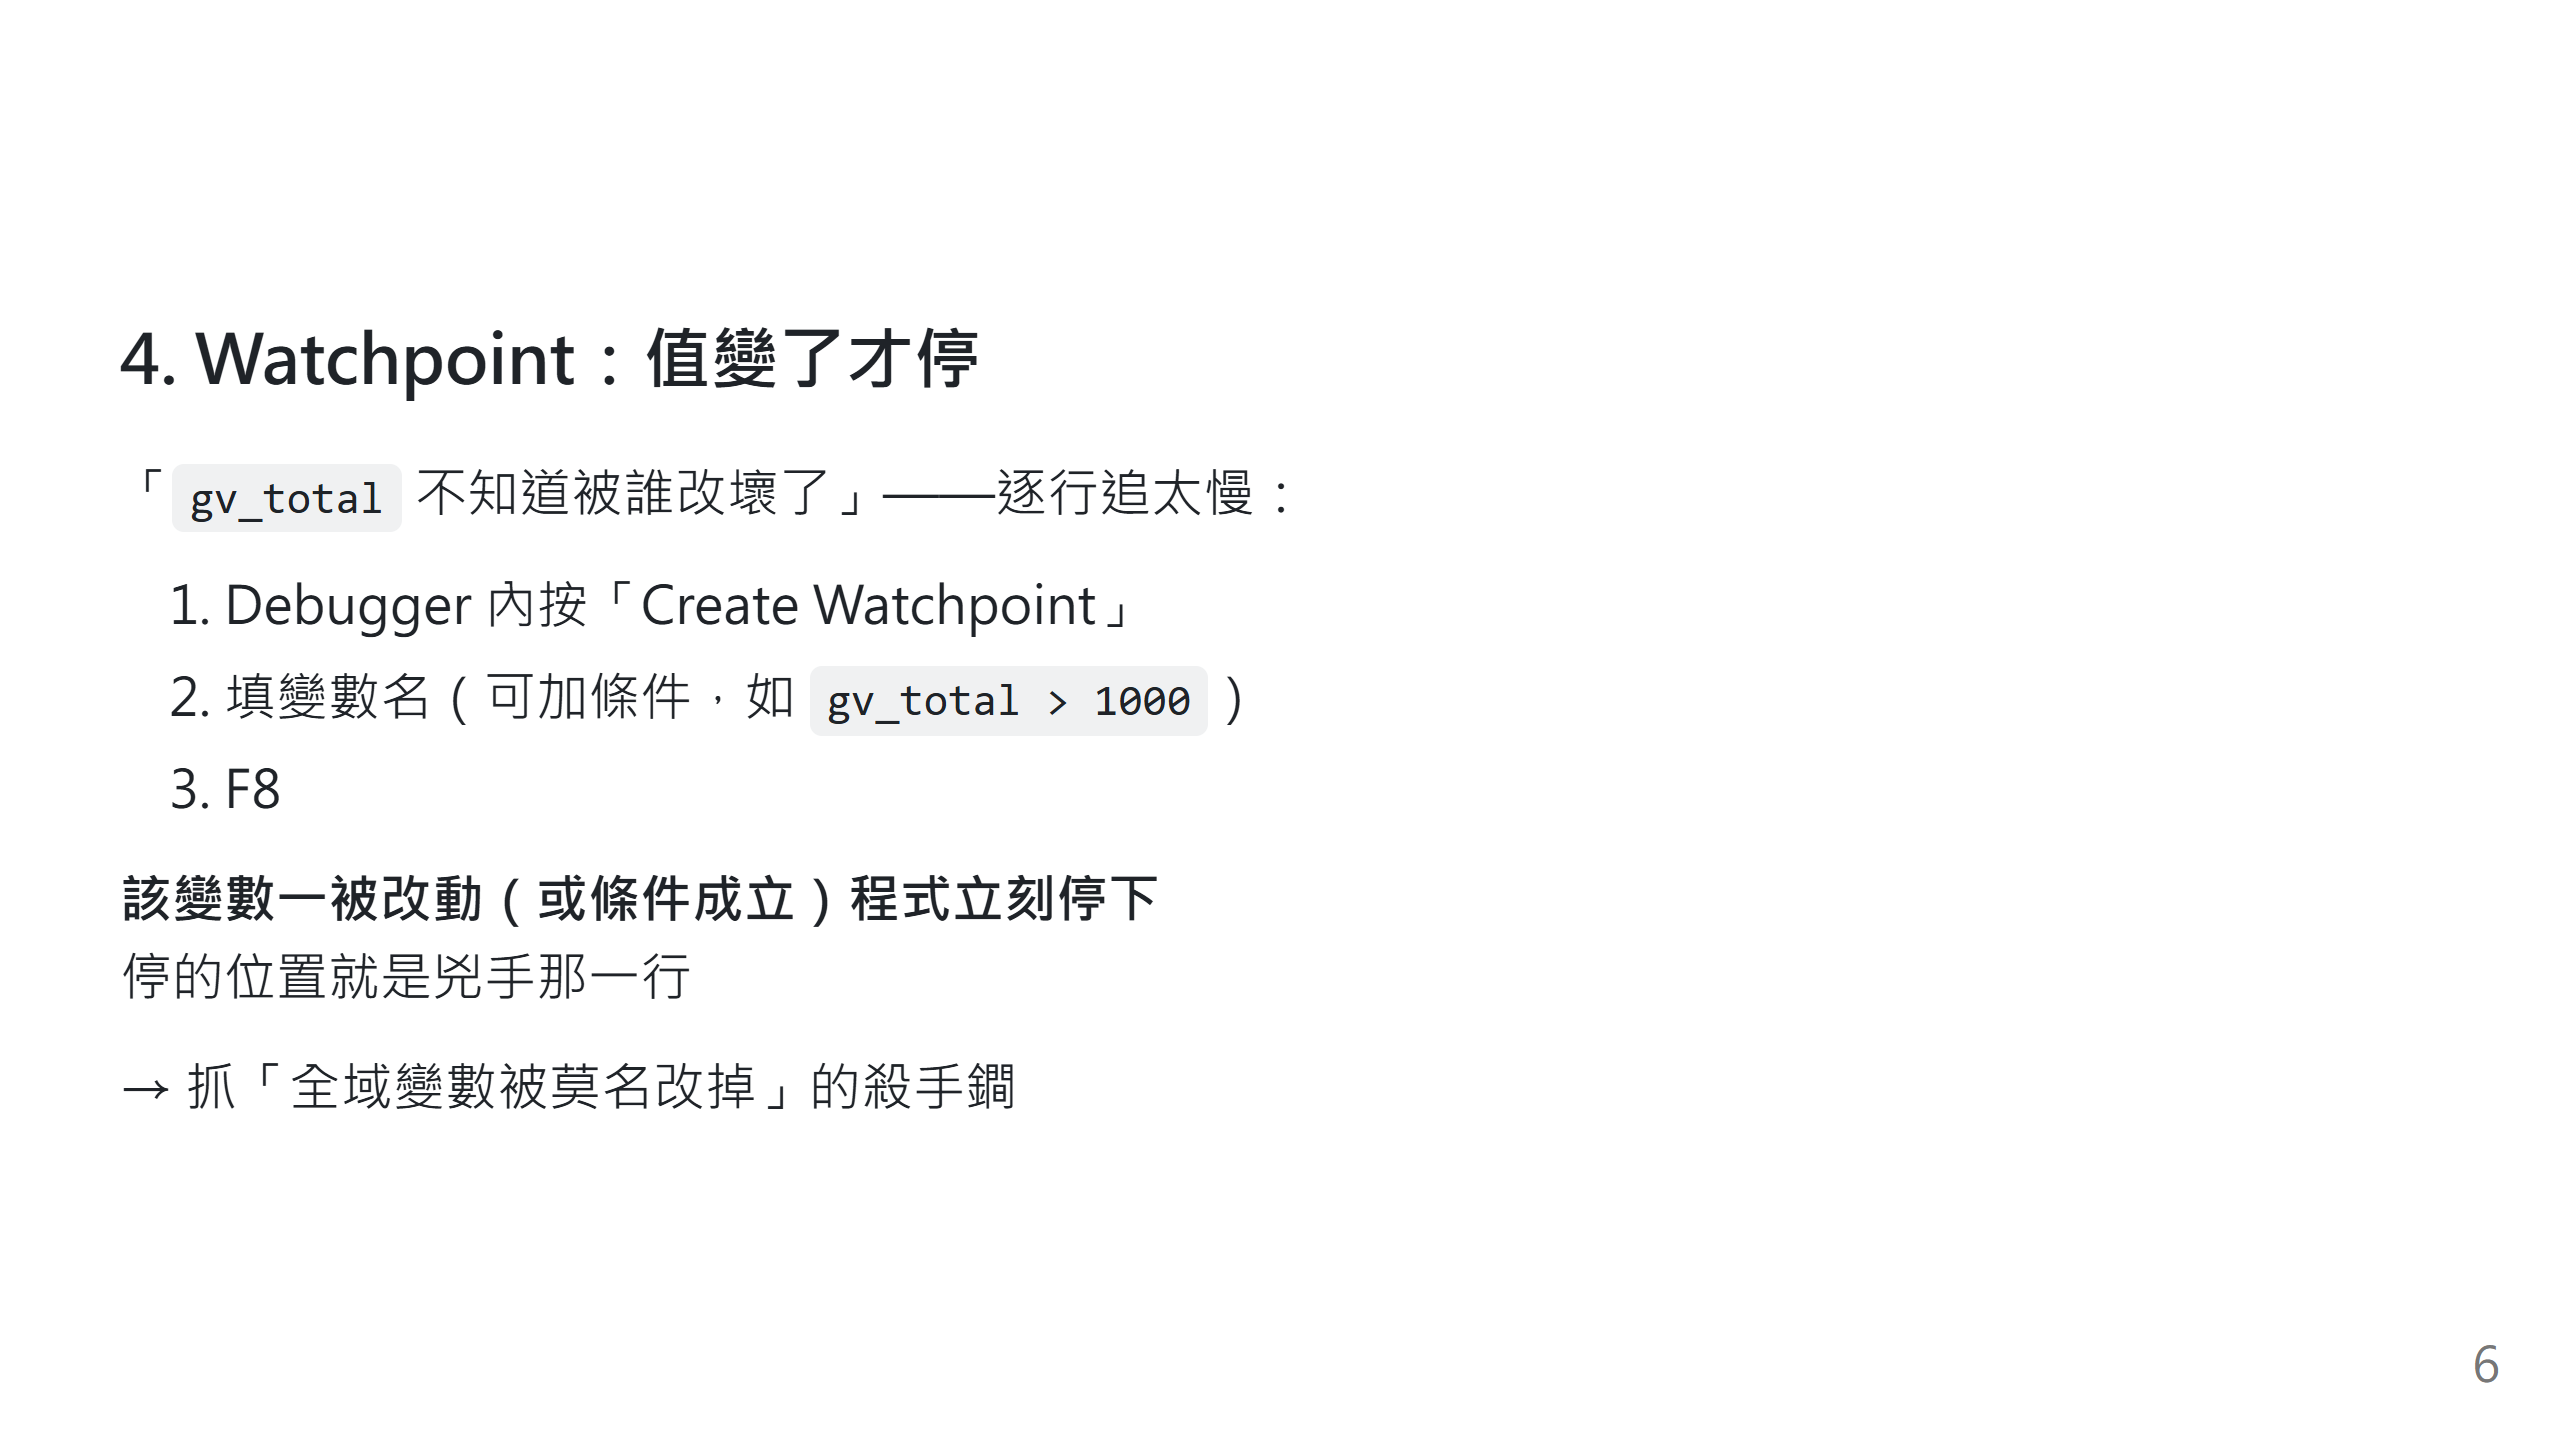 4. Watchpoint：值變了才停
「gv_total 不知道被誰改壞了」——逐行追太慢：
1. Debugger 內按「Create Watchpoint」
2. 填變數名（可加條件，如 gv_total > 1000 ）
3. F8
該變數一被改動（或條件成立）程式立刻停下
停的位置就是兇手那一行
→ 抓「全域變數被莫名改掉」的殺手鐧
6